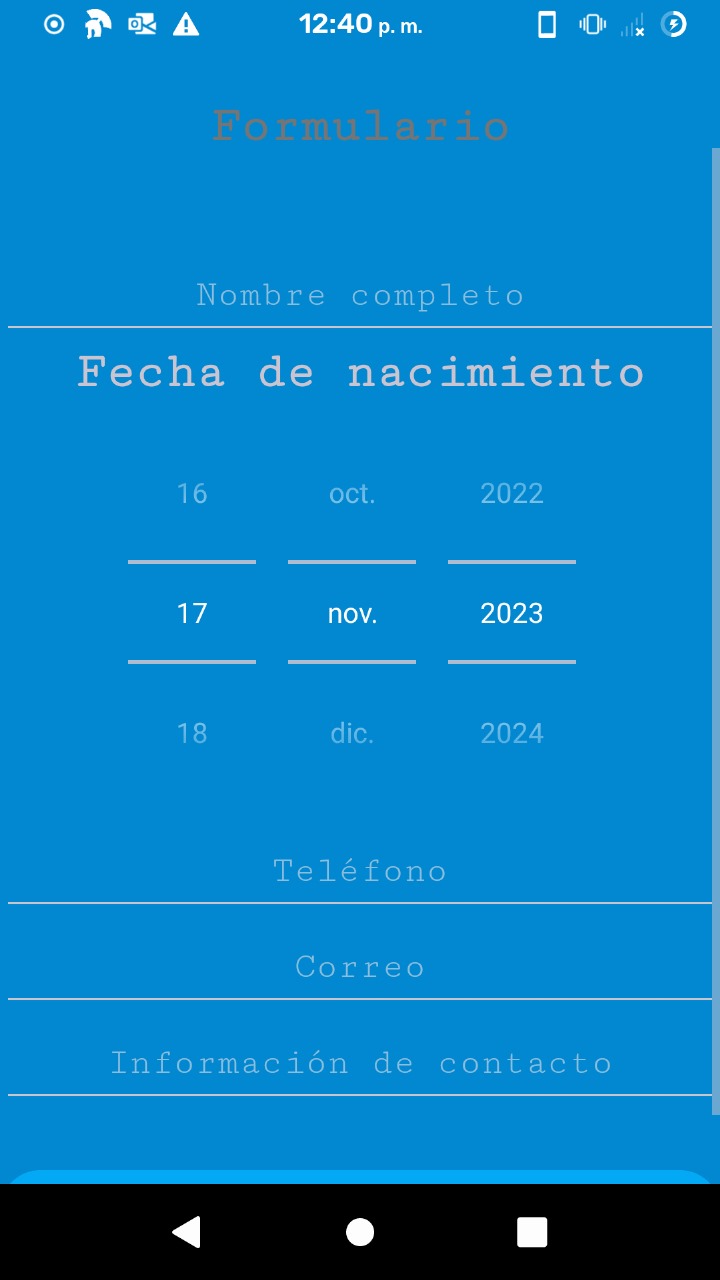 12:40 p. m.
Formulario
Nombre completo
Fecha de nacimiento
16 oct. 2022
17 nov. 2023
18 dic. 2024
Teléfono
Correo
Información de contacto